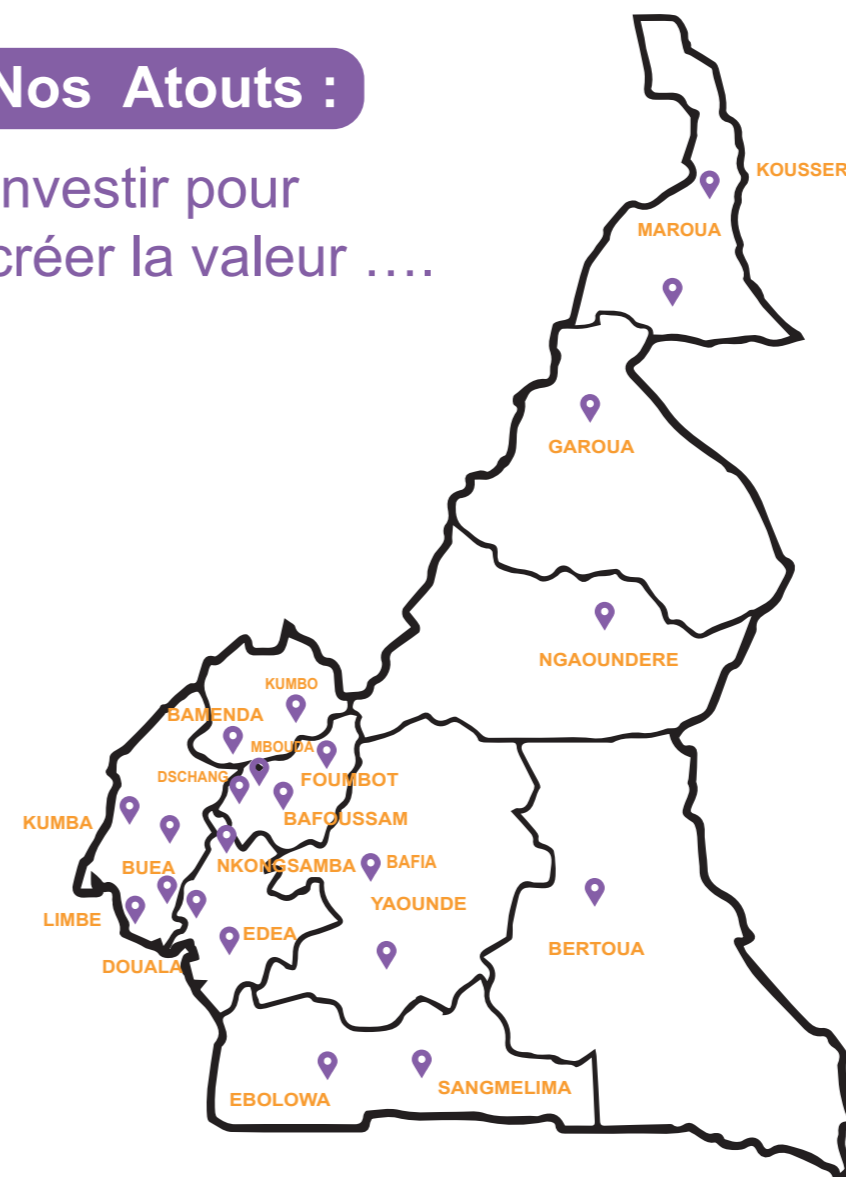 Nos Atouts :
nvestir pour
créer la valeur ....
KOUSSER
MAROUA
GAROUA
NGAOUNDERE
KUMBO
BAMENDA
MBOUDA
DSCHANG
FOUMBOT
BAFOUSSAM
KUMBA
BUEA
NKONGSAMBA
BAFIA
YAOUNDE
LIMBE
EDEA
BERTOUA
DOUALA
EBOLOWA
SANGMELIMA